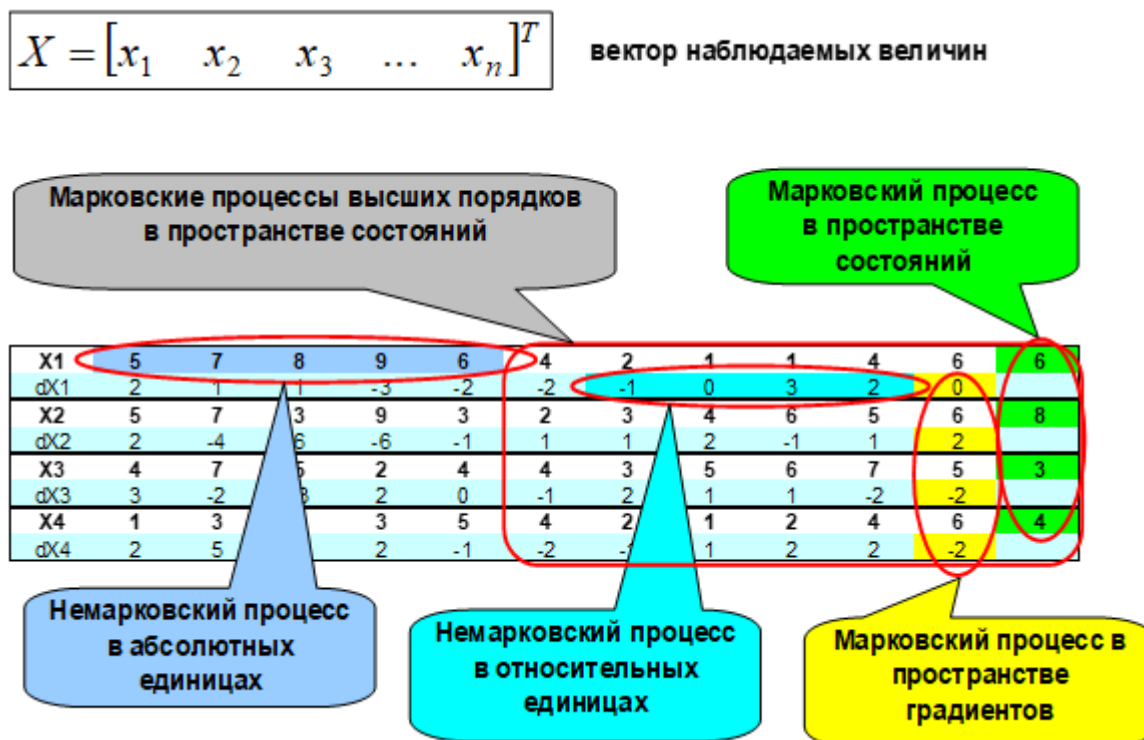 X = [x₁ x₂ x₃ ... xₙ]ᵀ вектор наблюдаемых величин
Марковские процессы высших порядков
в пространстве состояний
Марковский процесс
в пространстве
состояний
X1 5 7 8 9 6 4 2 1 1 4 6 6
dX1 2 1 1 -3 -2 -2 -1 0 3 2 0
X2 5 7 3 9 3 2 3 4 6 5 6 8
dX2 2 -4 6 -6 -1 1 1 2 -1 1 2
X3 4 7 5 2 4 4 3 5 6 7 5 3
dX3 3 -2 2 0 -1 2 1 1 -2 -2
X4 1 3 3 5 4 2 1 2 4 6 4
dX4 2 5 2 -1 -2 1 2 2 -2
Немарковский процесс
в абсолютных
единицах
Немарковский процесс
в относительных
единицах
Марковский процесс в
пространстве
градиентов